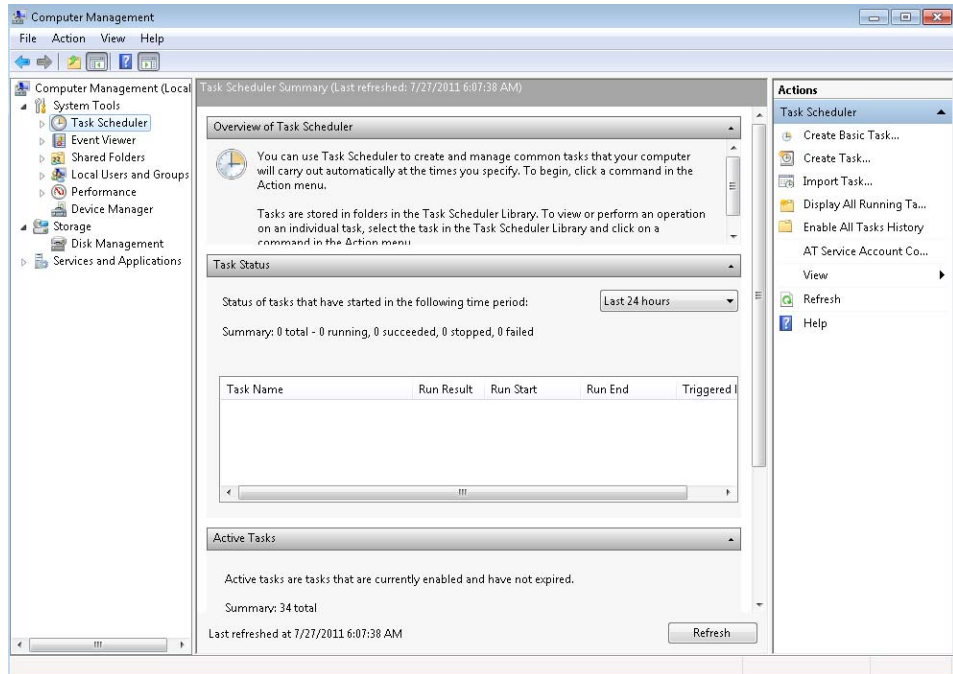 Computer Management
File Action View Help
Computer Management (Local
System Tools
Task Scheduler
Event Viewer
Shared Folders
Local Users and Groups
Performance
Device Manager
Storage
Disk Management
Services and Applications
Task Scheduler Summary (Last refreshed: 7/27/2011 6:07:38 AM)
Overview of Task Scheduler
You can use Task Scheduler to create and manage common tasks that your computer
will carry out automatically at the times you specify. To begin, click a command in the
Action menu.
Tasks are stored in folders in the Task Scheduler Library. To view or perform an operation
on an individual task, select the task in the Task Scheduler Library and click on a
command in the Action menu
Task Status
Status of tasks that have started in the following time period:
Last 24 hours
Summary: 0 total - 0 running, 0 succeeded, 0 stopped, 0 failed
Task Name Run Result Run Start Run End Triggered
Active Tasks
Active tasks are tasks that are currently enabled and have not expired.
Summary: 34 total
Last refreshed at 7/27/2011 6:07:38 AM
Refresh
Actions
Task Scheduler
Create Basic Task...
Create Task...
Import Task...
Display All Running Ta...
Enable All Tasks History
AT Service Account Co...
View
Refresh
Help